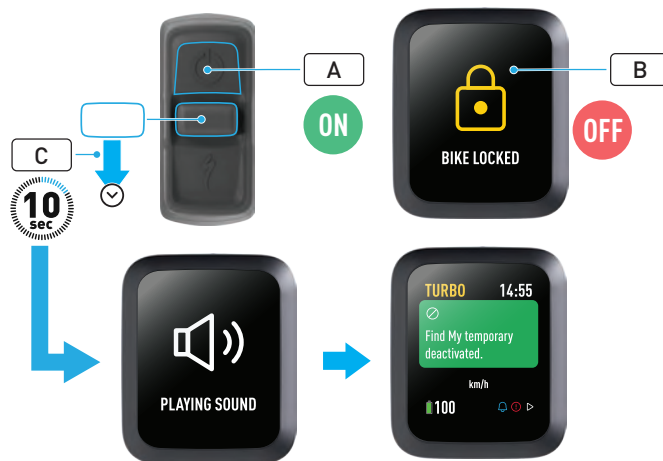 A
B
ON
OFF
BIKE LOCKED
C
10
sec
PLAYING SOUND
TURBO 14:55
Find My temporary
deactivated.
km/h
100